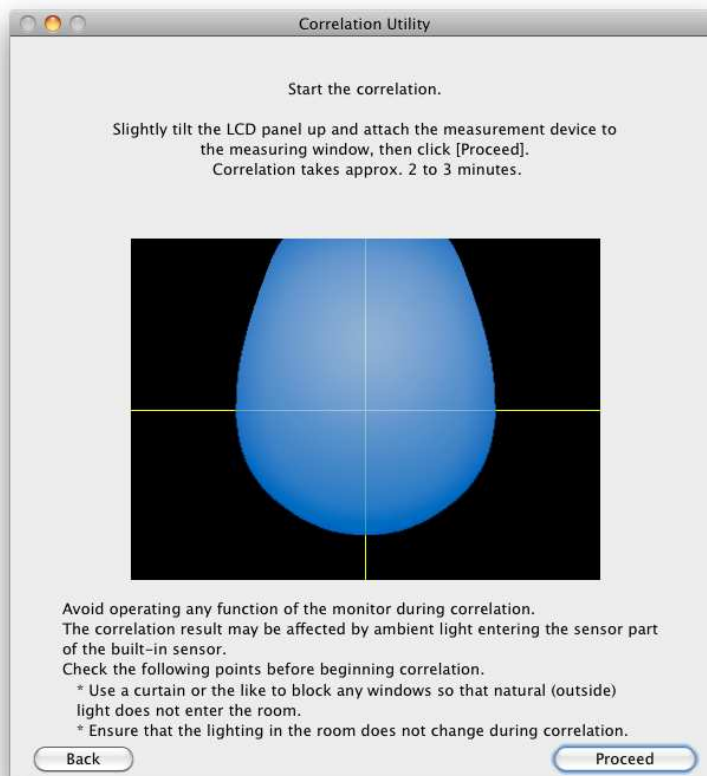 Correlation Utility
Start the correlation.
Slightly tilt the LCD panel up and attach the measurement device to
the measuring window, then click [Proceed].
Correlation takes approx. 2 to 3 minutes.
Avoid operating any function of the monitor during correlation.
The correlation result may be affected by ambient light entering the sensor part
of the built-in sensor.
Check the following points before beginning correlation.
* Use a curtain or the like to block any windows so that natural (outside)
light does not enter the room.
* Ensure that the lighting in the room does not change during correlation.
Back Proceed